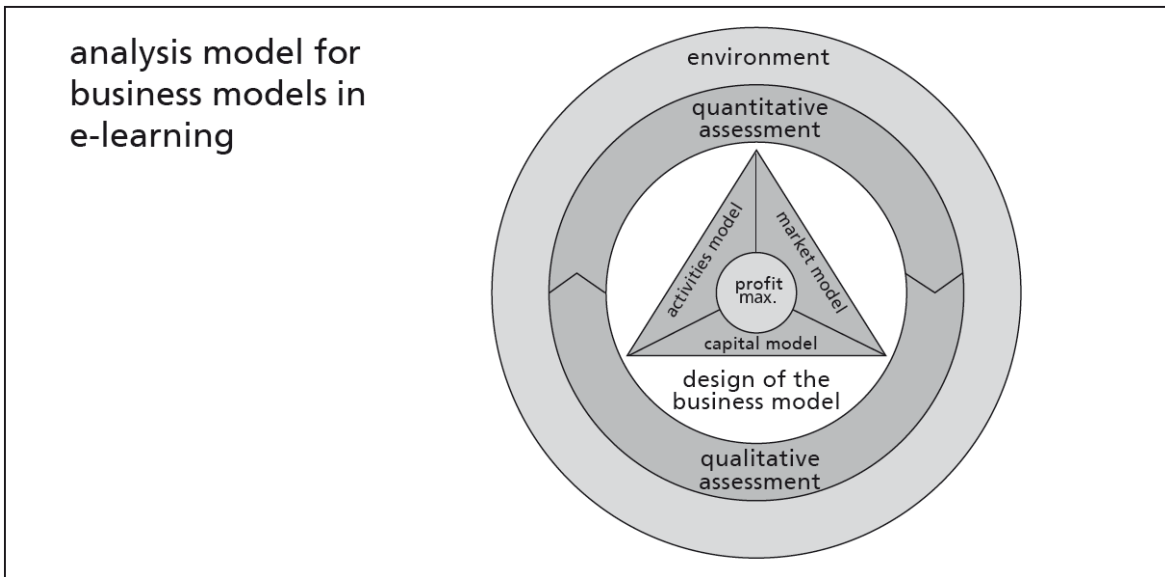 analysis model for
business models in
e-learning
environment
quantitative
assessment
activities model
market model
profit
max.
capital model
design of the
business model
qualitative
assessment